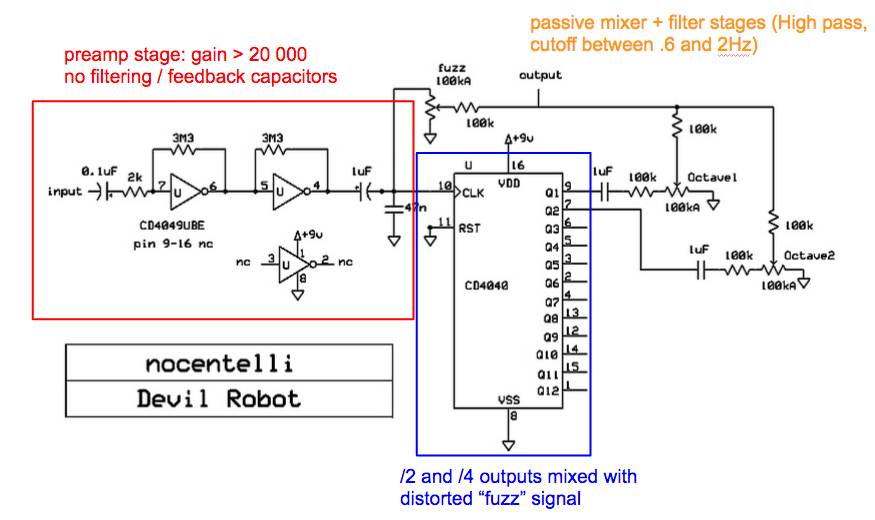 passive mixer + filter stages (High pass,
cutoff between .6 and 2Hz)
preamp stage: gain > 20 000
no filtering / feedback capacitors
fuzz
100kA
output
100k
100k
+9v
3M3
3M3
0.1uF
2k
input
7
U
6
5
U
4
1uF
47n
CD4049UBE
pin 9-16 nc
+9v
nc
3
U
1
2
nc
8
U
16
VDD
10
CLK
11
RST
CD4040
Q1
9
Q2
7
Q3
6
Q4
5
Q5
3
Q6
2
Q7
4
Q8
13
Q9
12
Q10
14
Q11
15
Q12
1
VSS
8
1uF
100k
Octave1
100kA
100k
1uF
100k
Octave2
100kA
nocentelli
Devil Robot
/2 and /4 outputs mixed with
distorted “fuzz” signal